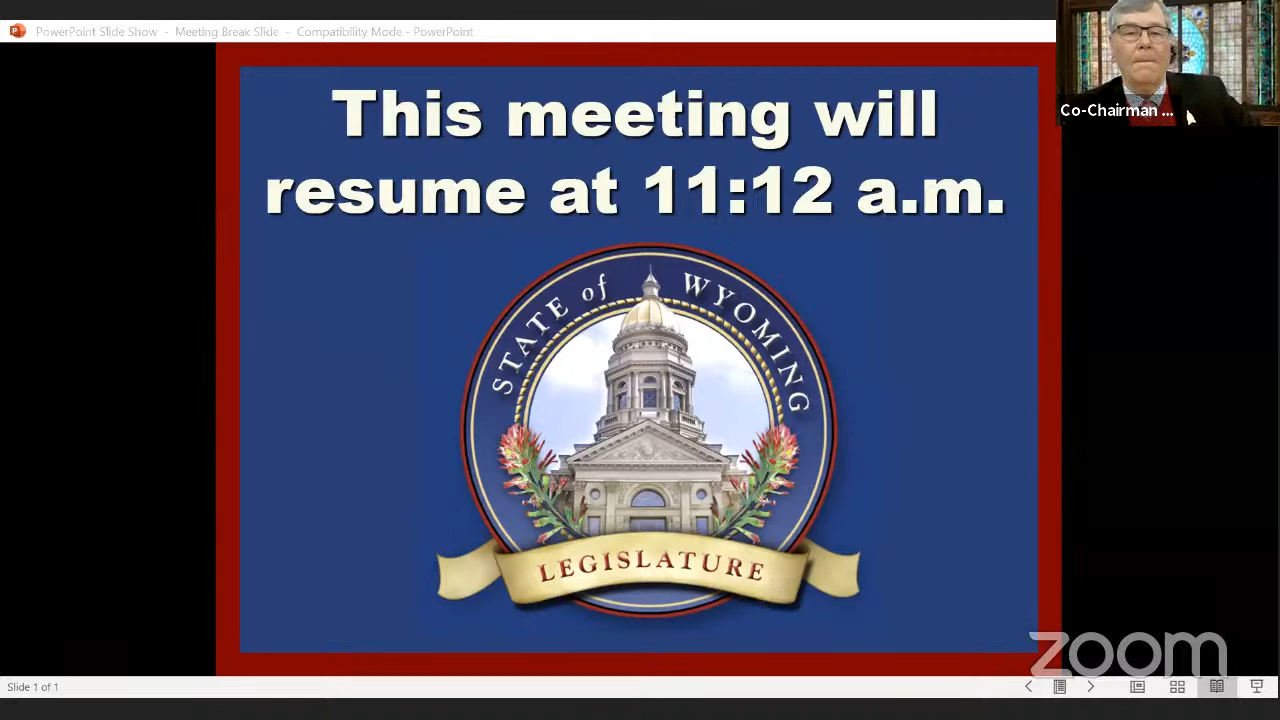 PowerPoint Slide Show - Meeting Break Slide - Compatibility Mode - PowerPoint
Co-Chairman ...
This meeting will
resume at 11:12 a.m.
STATE of WYOMING
LEGISLATURE
zoom
Slide 1 of 1